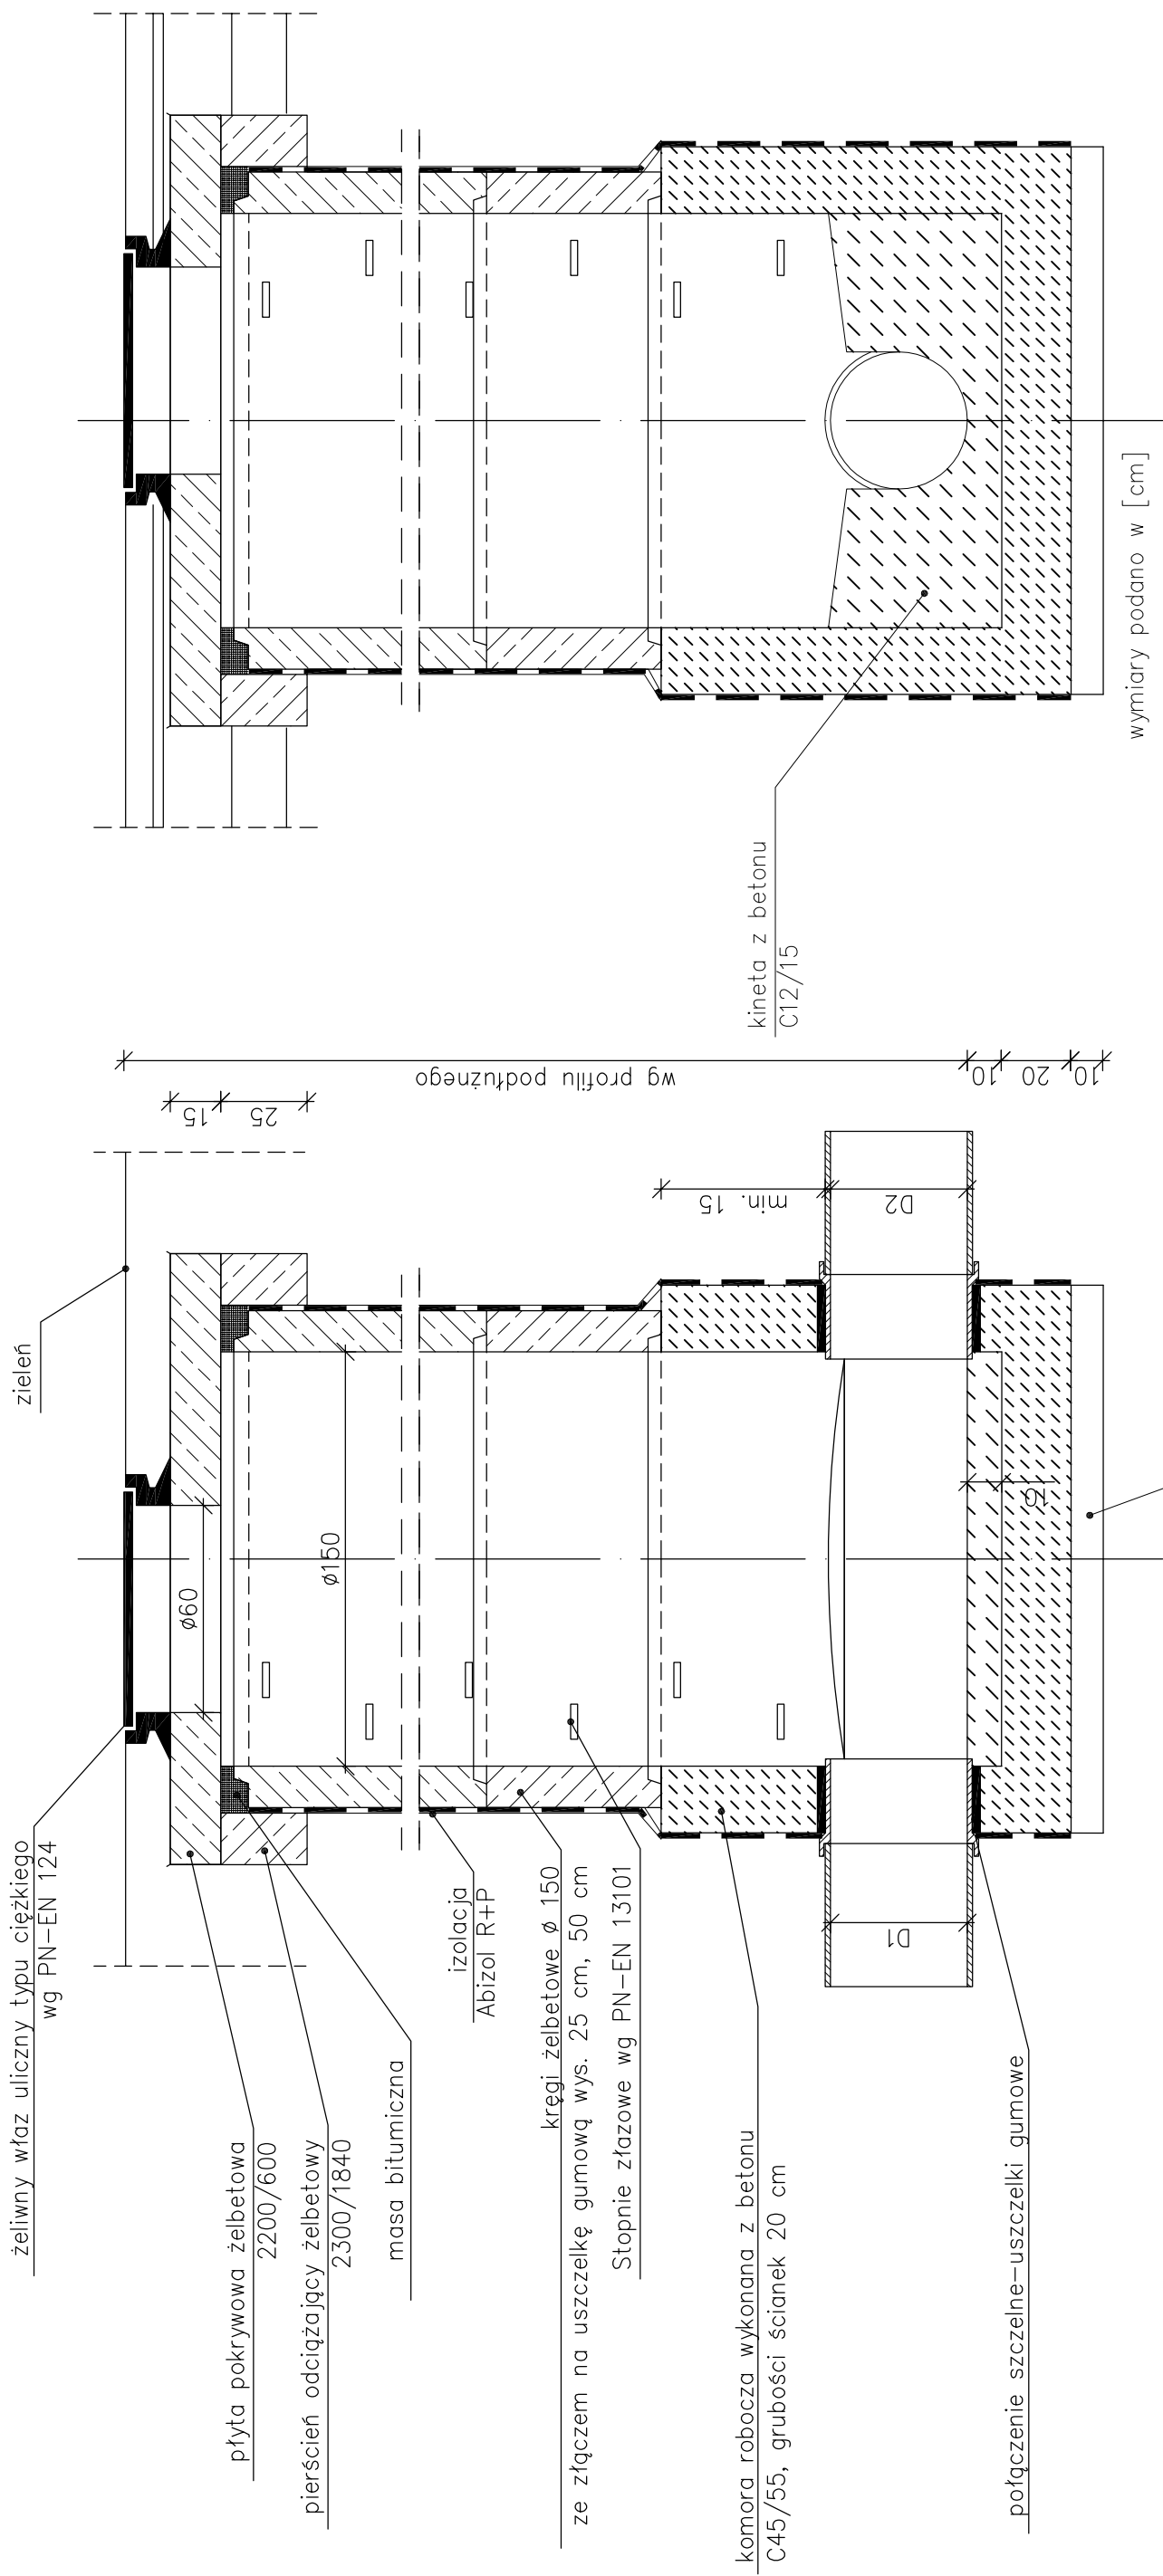 żeliwny właz uliczny typu ciężkiego
wg PN-EN 124
płyta pokrywowa żelbetowa
2200/600
pierścień odciążający żelbetowy
2300/1840
masa bitumiczna
izolacja
Abizol R+P
kręgi żelbetowe ø 150
ze złączem na uszczelkę gumową wys. 25 cm, 50 cm
Stopnie złazowe wg PN-EN 13101
komora robocza wykonana z betonu
C45/55, grubości ścianek 20 cm
połączenie szczelne-uszczelki gumowe
zieleń
ø60
ø150
D1
D2
min. 15
10
15
25
wg profilu podłużnego
10
20
10
kineta z betonu
C12/15
wymiary podano w [cm]